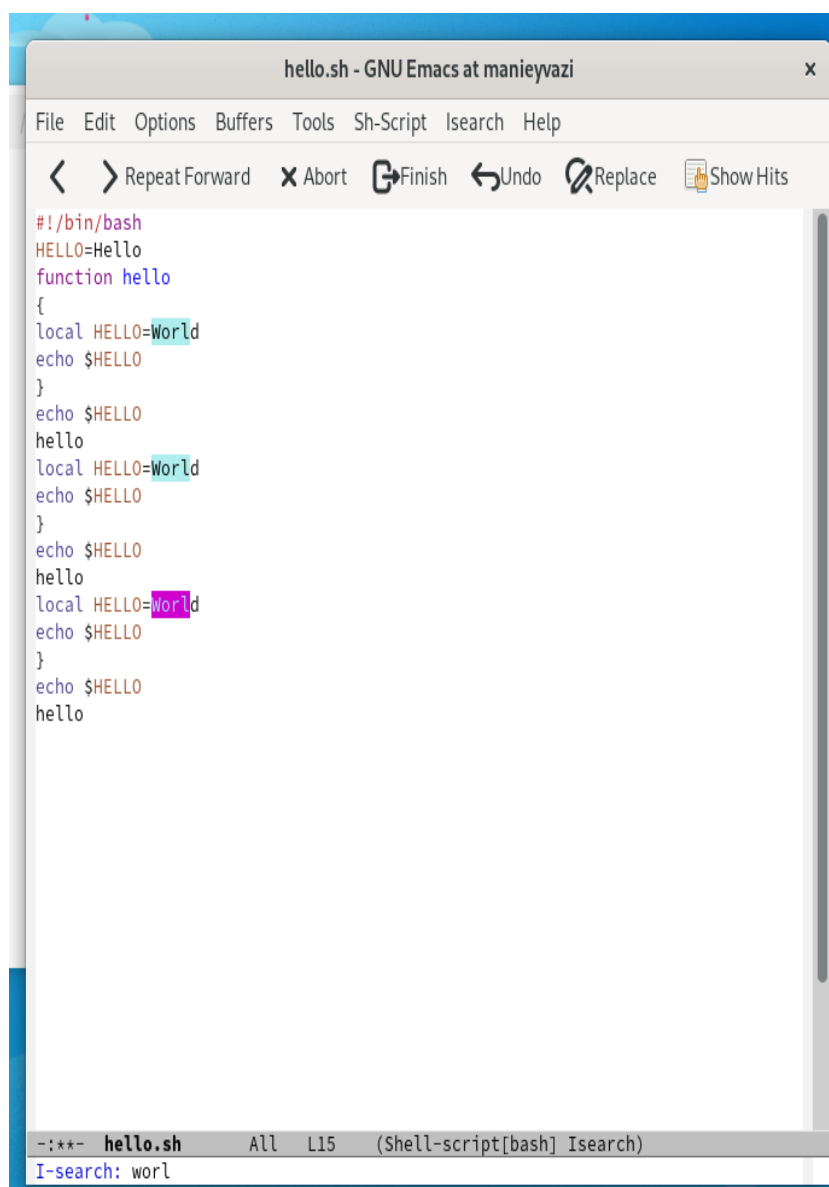 hello.sh - GNU Emacs at manieyvazi x
File Edit Options Buffers Tools Sh-Script Isearch Help
Repeat Forward Abort Finish Undo Replace Show Hits
#!/bin/bash
HELLO=Hello
function hello
{
local HELLO=World
echo $HELLO
}
echo $HELLO
hello
local HELLO=World
echo $HELLO
}
echo $HELLO
hello
local HELLO=World
echo $HELLO
}
echo $HELLO
hello
-:**- hello.sh All L15 (Shell-script[bash] Isearch)
I-search: worl